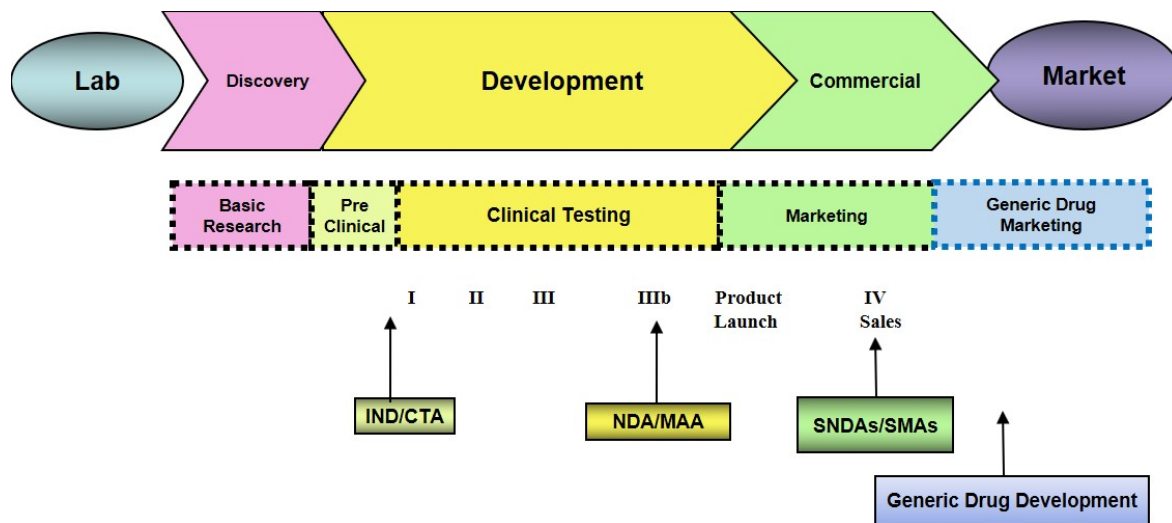 Lab
Discovery
Development
Commercial
Market
Basic
Research
Pre
Clinical
Clinical Testing
Marketing
Generic Drug
Marketing
I
II
III
IIIb
Product
Launch
IV
Sales
IND/CTA
NDA/MAA
SNDAs/SMAs
Generic Drug Development